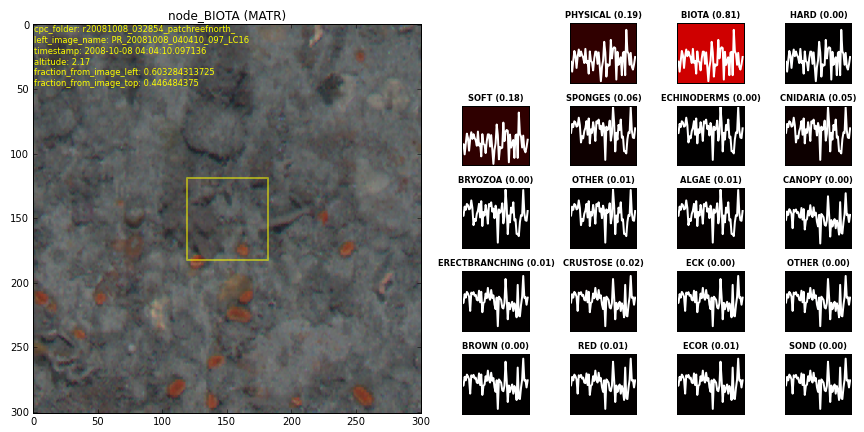 node_BIOTA (MATR)
cpc_folder: r20081008_032854_patchreefnorth_
left_image_name: PR_20081008_040410_097_LC16
timestamp: 2008-10-08 04:04:10.097136
altitude: 2.17
fraction_from_image_left: 0.603284313725
fraction_from_image_top: 0.446484375
0
50
100
150
200
250
300
0 50 100 150 200 250 300
PHYSICAL (0.19) BIOTA (0.81) HARD (0.00)
SOFT (0.18) SPONGES (0.06) ECHINODERMS (0.00) CNIDARIA (0.05)
BRYOZOA (0.00) OTHER (0.01) ALGAE (0.01) CANOPY (0.00)
ERECTBRANCHING (0.01) CRUSTOSE (0.02) ECK (0.00) OTHER (0.00)
BROWN (0.00) RED (0.01) ECOR (0.01) SOND (0.00)